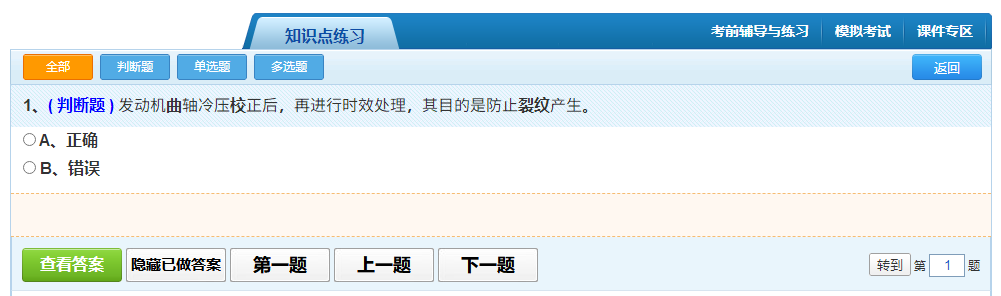 知识点练习
考前辅导与练习 模拟考试 课件专区
全部 判断题 单选题 多选题 返回
1、( 判断题 ) 发动机曲轴冷压校正后，再进行时效处理，其目的是防止裂纹产生。
A、正确
B、错误
查看答案 隐藏已做答案 第一题 上一题 下一题 转到 第 1 题